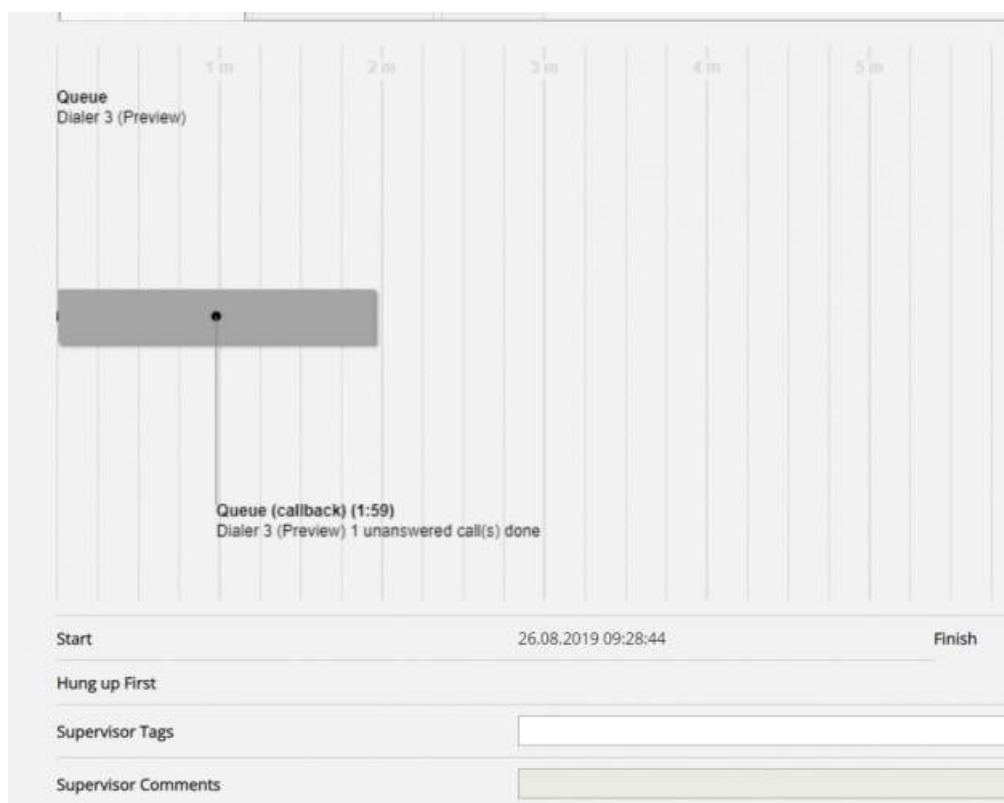 1 m 2 m 3 m 4 m 5 m
Queue
Dialer 3 (Preview)
Queue (callback) (1:59)
Dialer 3 (Preview) 1 unanswered call(s) done
Start 26.08.2019 09:28:44 Finish
Hung up First
Supervisor Tags
Supervisor Comments